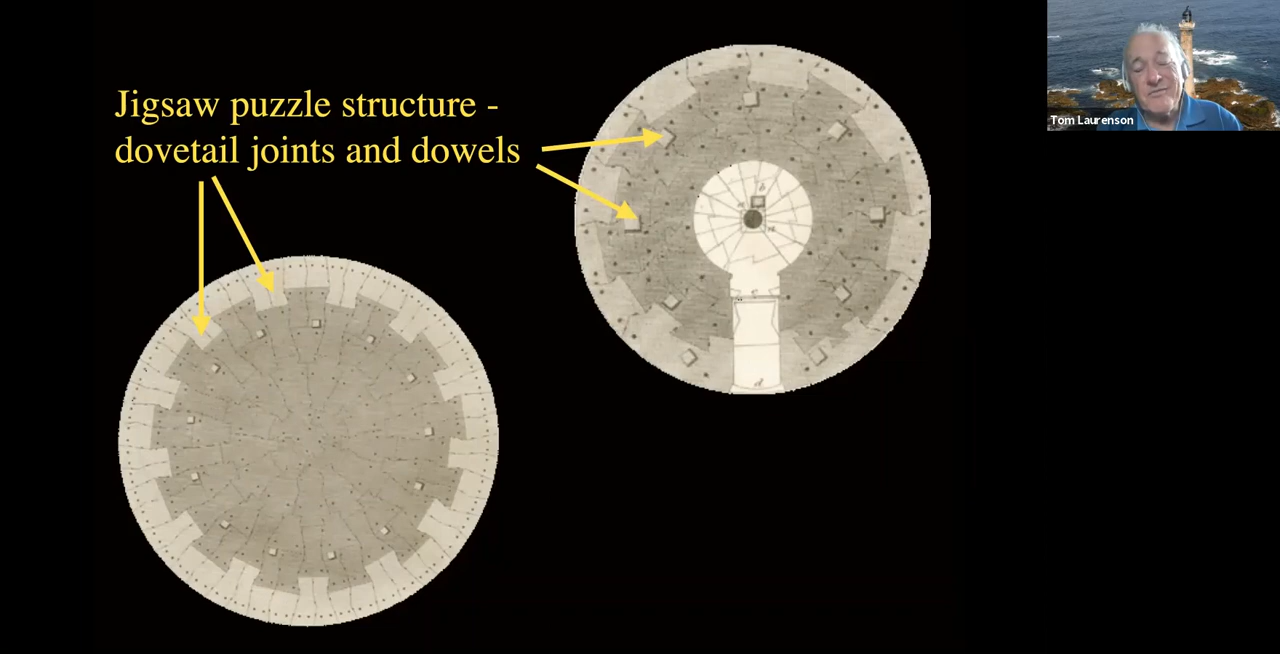 Jigsaw puzzle structure -
dovetail joints and dowels
Tom Laurenson